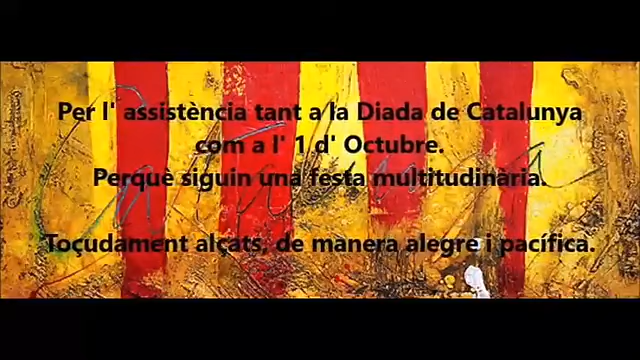 Per l' assistència tant a la Diada de Catalunya
com a l' 1 d' Octubre.
Perquè siguin una festa multitudinària.
Toçudament alçats, de manera alegre i pacífica.